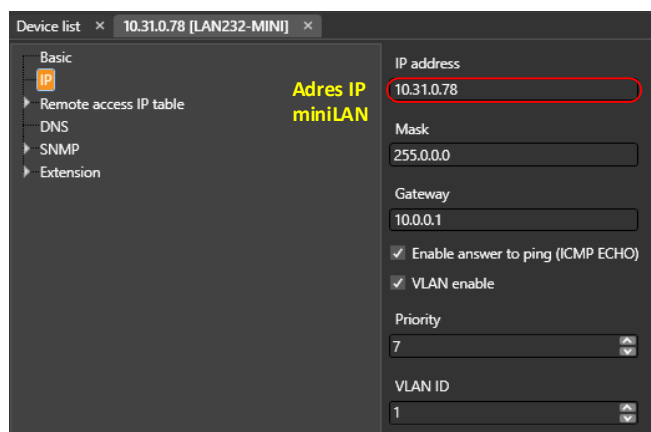 Device list × 10.31.0.78 [LAN232-MINI] ×
Basic
IP
Remote access IP table
DNS
SNMP
Extension
Adres IP
miniLAN
IP address
10.31.0.78
Mask
255.0.0.0
Gateway
10.0.0.1
Enable answer to ping (ICMP ECHO)
VLAN enable
Priority
7
VLAN ID
1